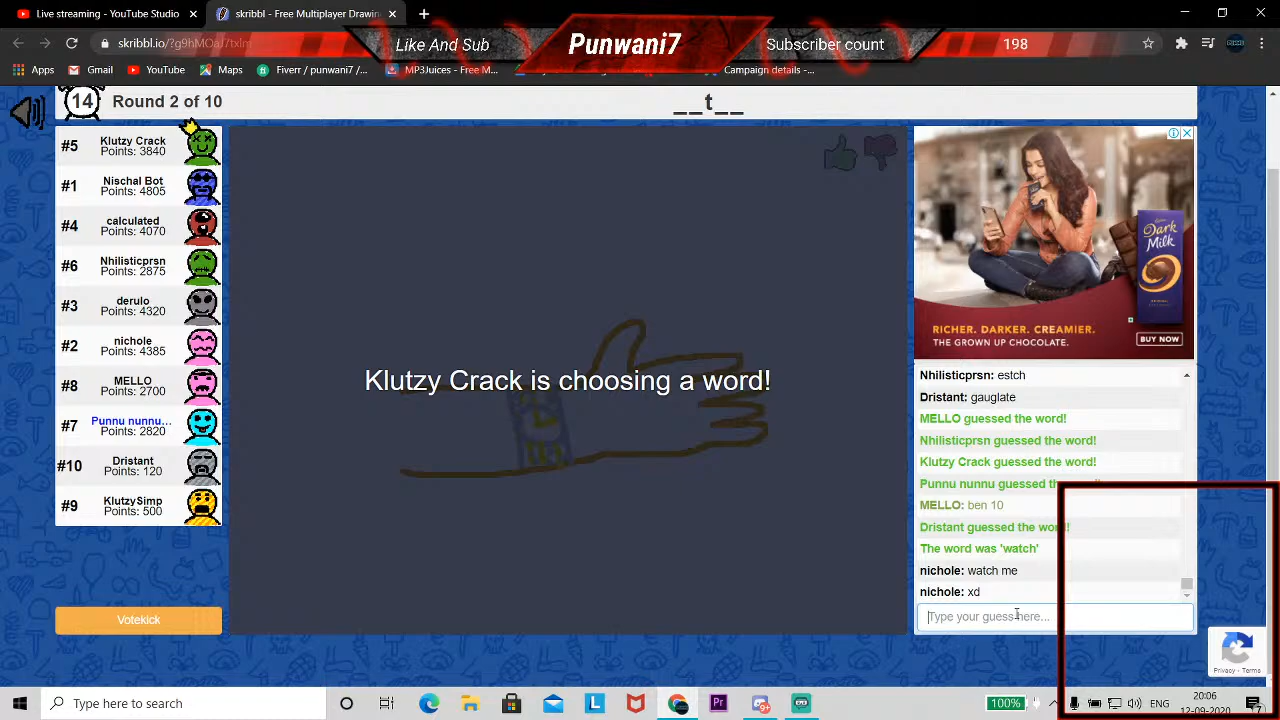 Live streaming - YouTube Studio
skribbl - Free Multiplayer Drawin
skribbl.io/?g9hMOaJ7txlm
Like And Sub
Punwani7
Subscriber count
198
Apps
Gmail
YouTube
Maps
Fiverr / punwani7 /...
MP3Juices - Free M...
Campaign details -...
14
Round 2 of 10
__t__
#5
Klutzy Crack
Points: 3840
#1
Nischal Bot
Points: 4805
#4
calculated
Points: 4070
#6
Nhilisticprsn
Points: 2875
#3
derulo
Points: 4320
#2
nichole
Points: 4385
#8
MELLO
Points: 2700
#7
Punnu nunnu...
Points: 2820
#10
Dristant
Points: 120
#9
KlutzySimp
Points: 500
Votekick
Klutzy Crack is choosing a word!
Cadbury
Dark
Milk
RICHER. DARKER. CREAMIER.
THE GROWN UP CHOCOLATE.
BUY NOW
Nhilisticprsn: estch
Dristant: gauglate
MELLO guessed the word!
Nhilisticprsn guessed the word!
Klutzy Crack guessed the word!
Punnu nunnu guessed the
MELLO: ben 10
Dristant guessed the word!
The word was 'watch'
nichole: watch me
nichole: xd
Type your guess here...
Privacy - Terms
Type here to search
100%
ENG
20:06
12-09-2020
7